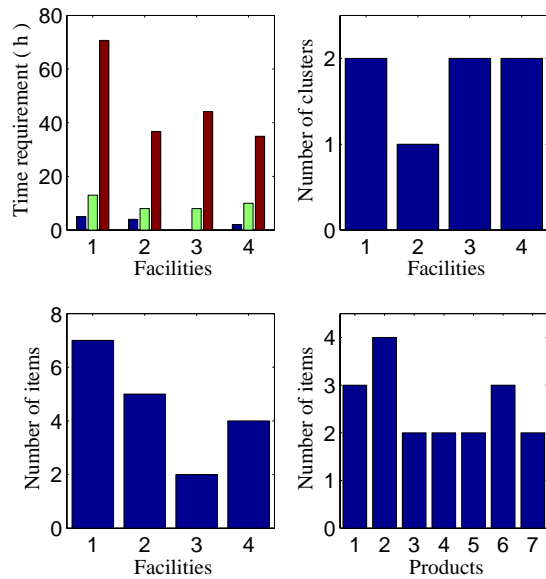 Time requirement ( h )
80
60
40
20
0
1 2 3 4
Facilities
Number of clusters
2
1
0
1 2 3 4
Facilities
Number of items
8
6
4
2
0
1 2 3 4
Facilities
Number of items
4
3
2
1
0
1 2 3 4 5 6 7
Products